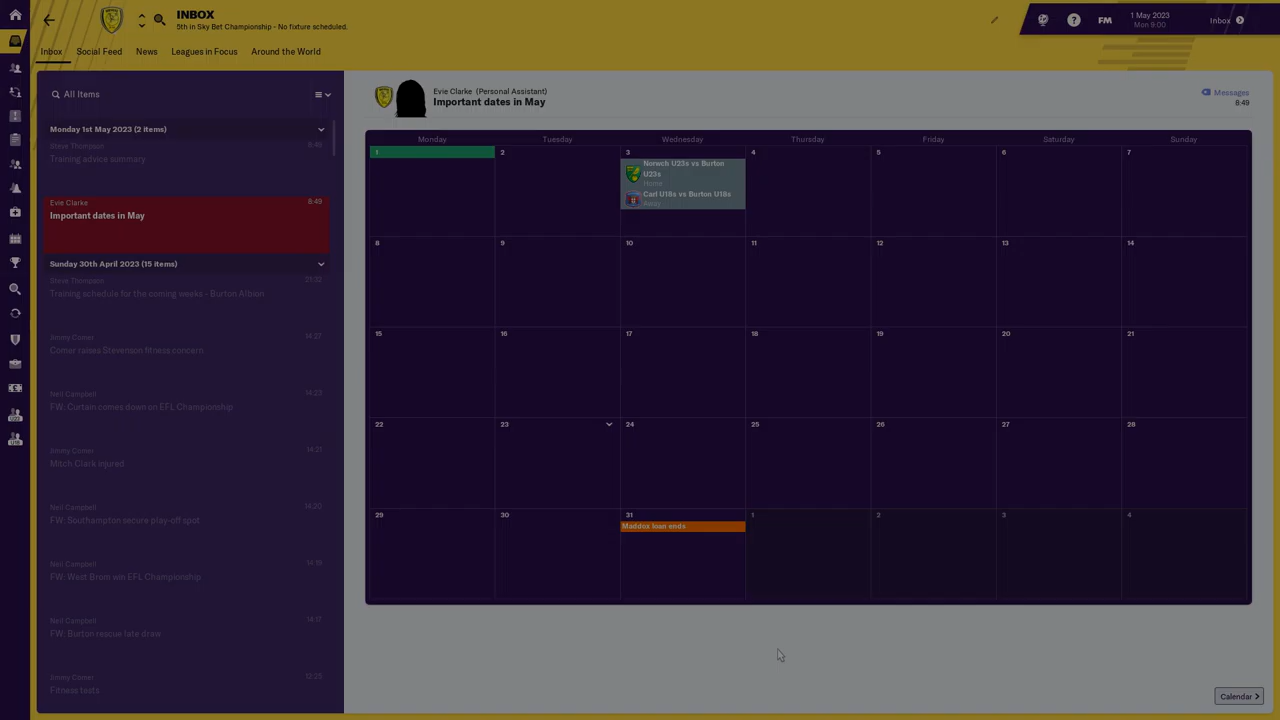 INBOX
5th in Sky Bet Championship - No fixture scheduled.
FM
1 May 2023
Mon 9:00
Inbox
Inbox
Social Feed
News
Leagues in Focus
Around the World
All Items
Monday 1st May 2023 (2 items)
Steve Thompson
8:49
Training advice summary
Evie Clarke
8:49
Important dates in May
Sunday 30th April 2023 (15 items)
Steve Thompson
Training schedule for the coming weeks - Burton Albion
Jimmy Comer
14:27
Comer raises Stevenson fitness concern
Neil Campbell
14:23
FW: Curtain comes down on EFL Championship
Jimmy Comer
14:21
Mitch Clark injured
Neil Campbell
FW: Southampton secure play-off spot
Neil Campbell
FW: West Brom win EFL Championship
Neil Campbell
14:17
FW: Burton rescue late draw
Jimmy Comer
12:25
Fitness tests
Evie Clarke (Personal Assistant)
Important dates in May
Messages
8:49
Monday
Tuesday
Wednesday
Thursday
Friday
Saturday
Sunday
1
2
3
4
5
6
7
Norwch U23s vs Burton
U23s
Home
Carl U18s vs Burton U18s
Away
8
9
10
11
12
13
14
15
16
17
18
19
20
21
22
23
24
25
26
27
28
29
30
31
1
2
3
4
Maddox loan ends
Calendar
U23
U18